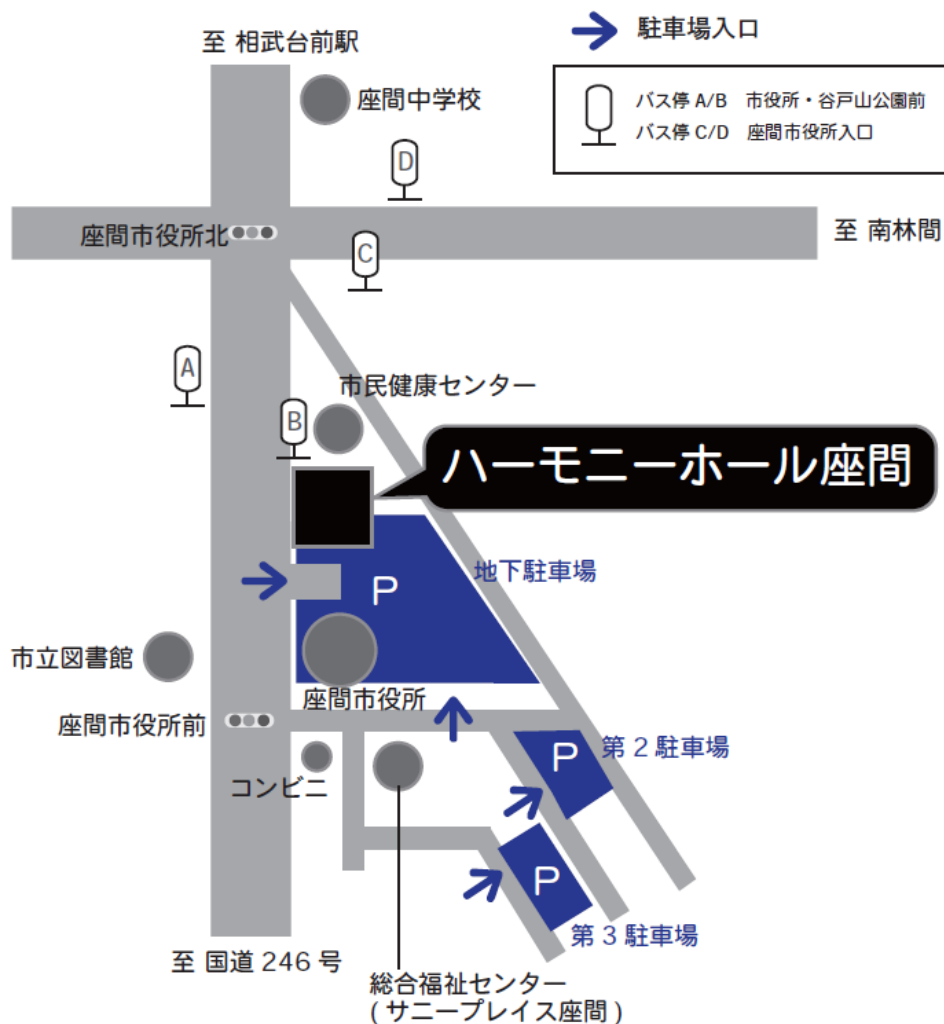 駐車場入口
至 相武台前駅
座間中学校
バス停 A/B 市役所・谷戸山公園前
バス停 C/D 座間市役所入口
D
座間市役所北
至 南林間
C
A
市民健康センター
B
ハーモニーホール座間
地下駐車場
P
市立図書館
座間市役所
座間市役所前
P
第2駐車場
コンビニ
P
第3駐車場
至 国道 246 号
総合福祉センター
(サニープレイス座間)